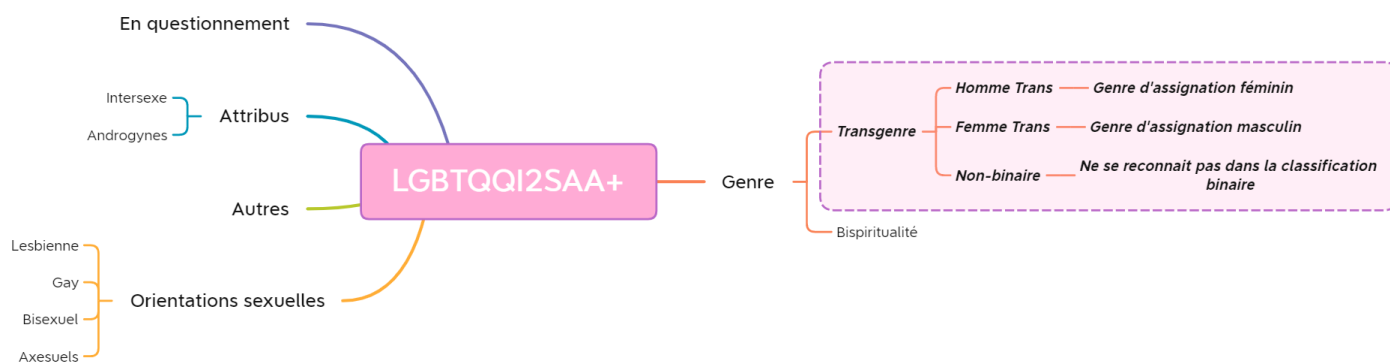 En questionnement
Intersexe
Attribus
Androgynes
LGBTQQI2SAA+
Autres
Lesbienne
Gay
Orientations sexuelles
Bisexuel
Axesuels
Genre
Transgenre
Homme Trans
Genre d'assignation féminin
Femme Trans
Genre d'assignation masculin
Non-binaire
Ne se reconnait pas dans la classification
binaire
Bispiritualité